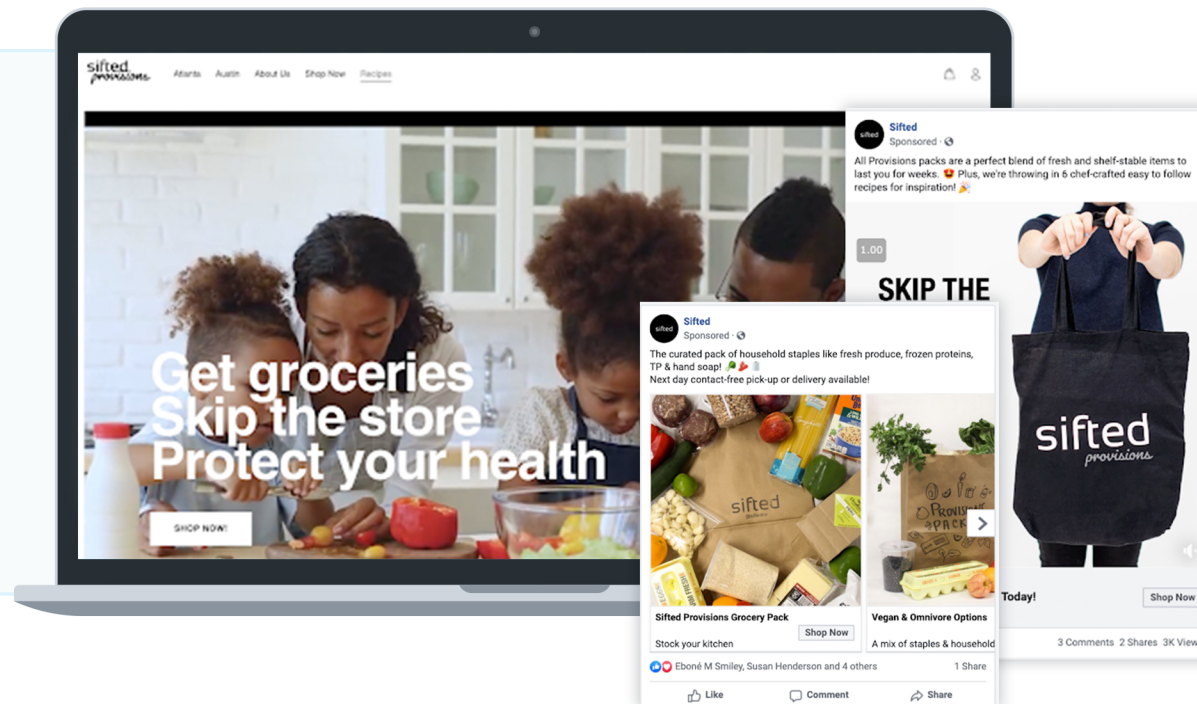 sifted
provisions
Atlanta Austin About Us Shop Now Recipes
Get groceries
Skip the store
Protect your health
SHOP NOW!
sifted
Sifted
Sponsored ·
All Provisions packs are a perfect blend of fresh and shelf-stable items to
last you for weeks. 🤩 Plus, we're throwing in 6 chef-crafted easy to follow
recipes for inspiration! 🎉
1.00
SKIP THE
sifted
provisions
Today!
Shop Now
3 Comments 2 Shares 3K View
sifted
Sifted
Sponsored ·
The curated pack of household staples like fresh produce, frozen proteins,
TP & hand soap! 🥬🍓🧻
Next day contact-free pick-up or delivery available!
sifted
PROVISIONS
PACK
Sifted Provisions Grocery Pack
Shop Now
Stock your kitchen
Vegan & Omnivore Options
A mix of staples & household
Eboné M Smiley, Susan Henderson and 4 others
1 Share
Like Comment Share